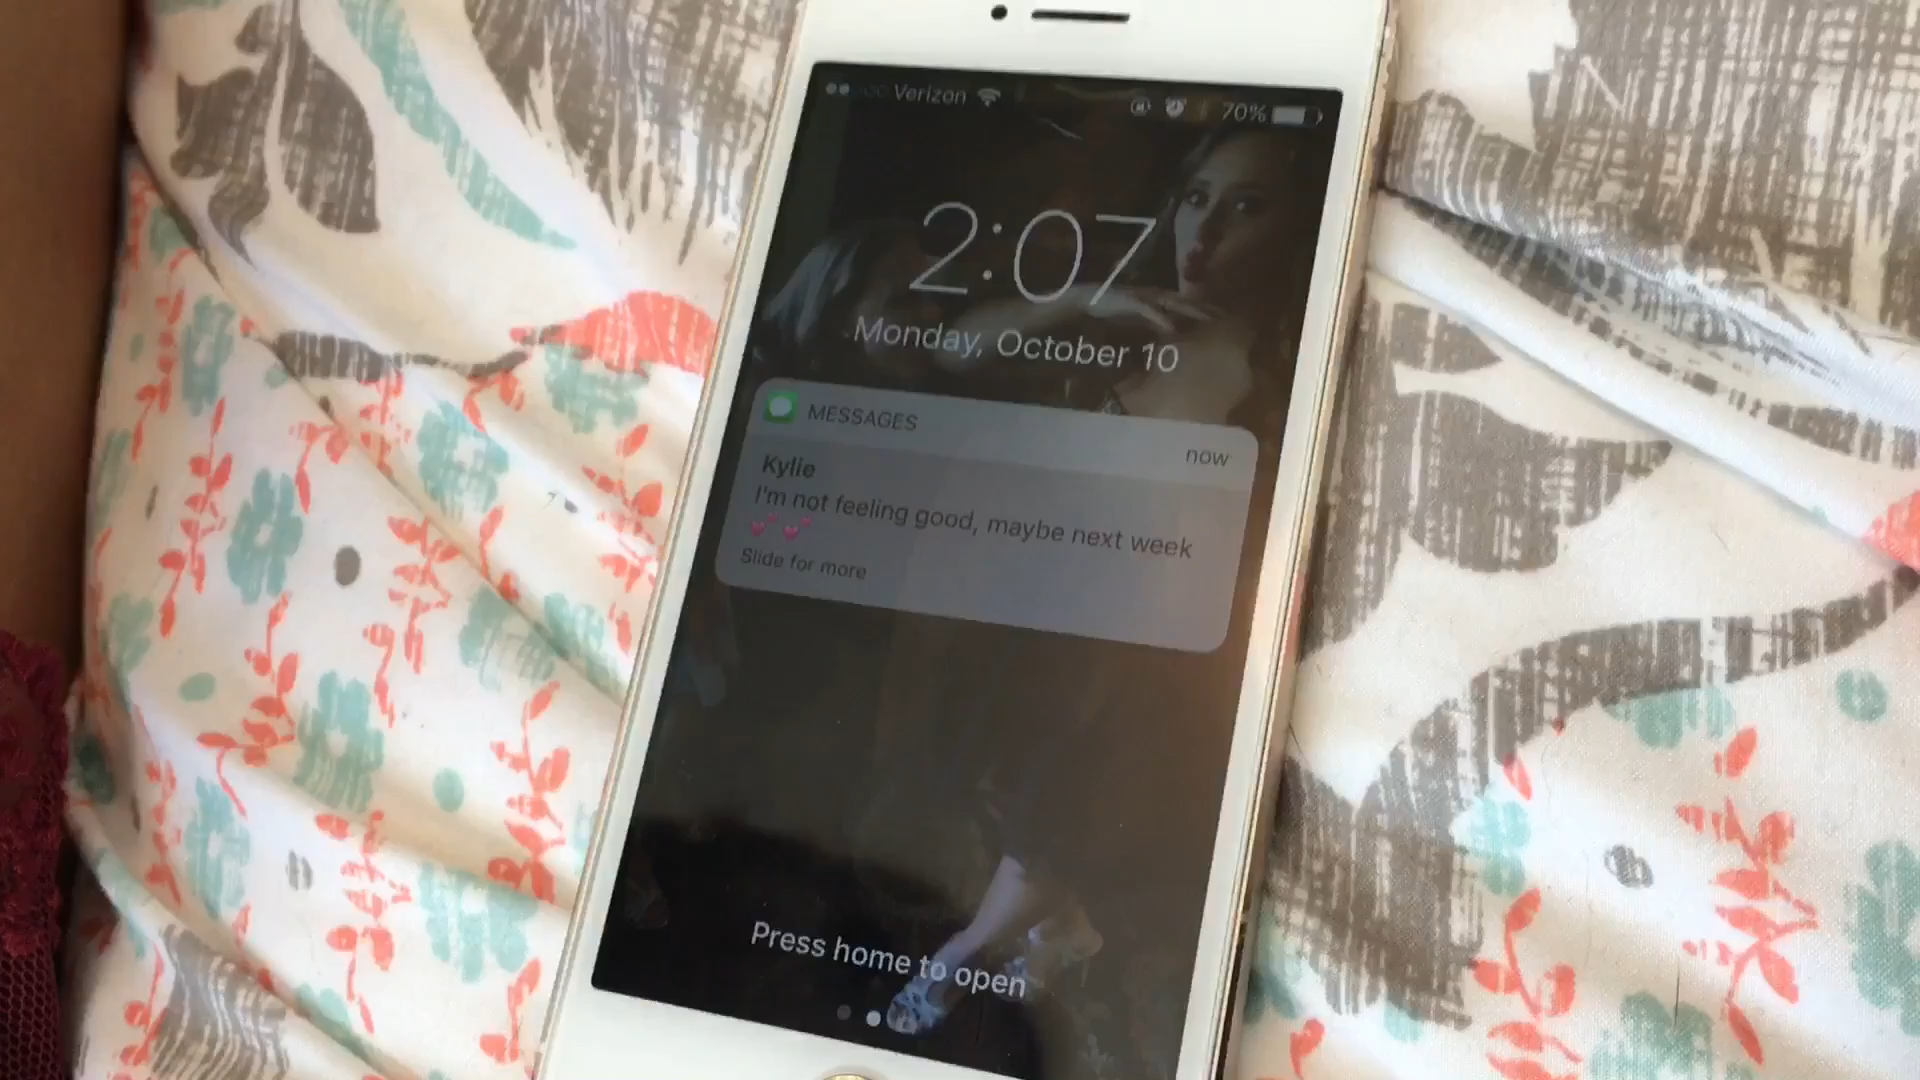 Verizon 70%
2:07
Monday, October 10
MESSAGES now
Kylie
I'm not feeling good, maybe next week
💕 💕
Slide for more
Press home to open